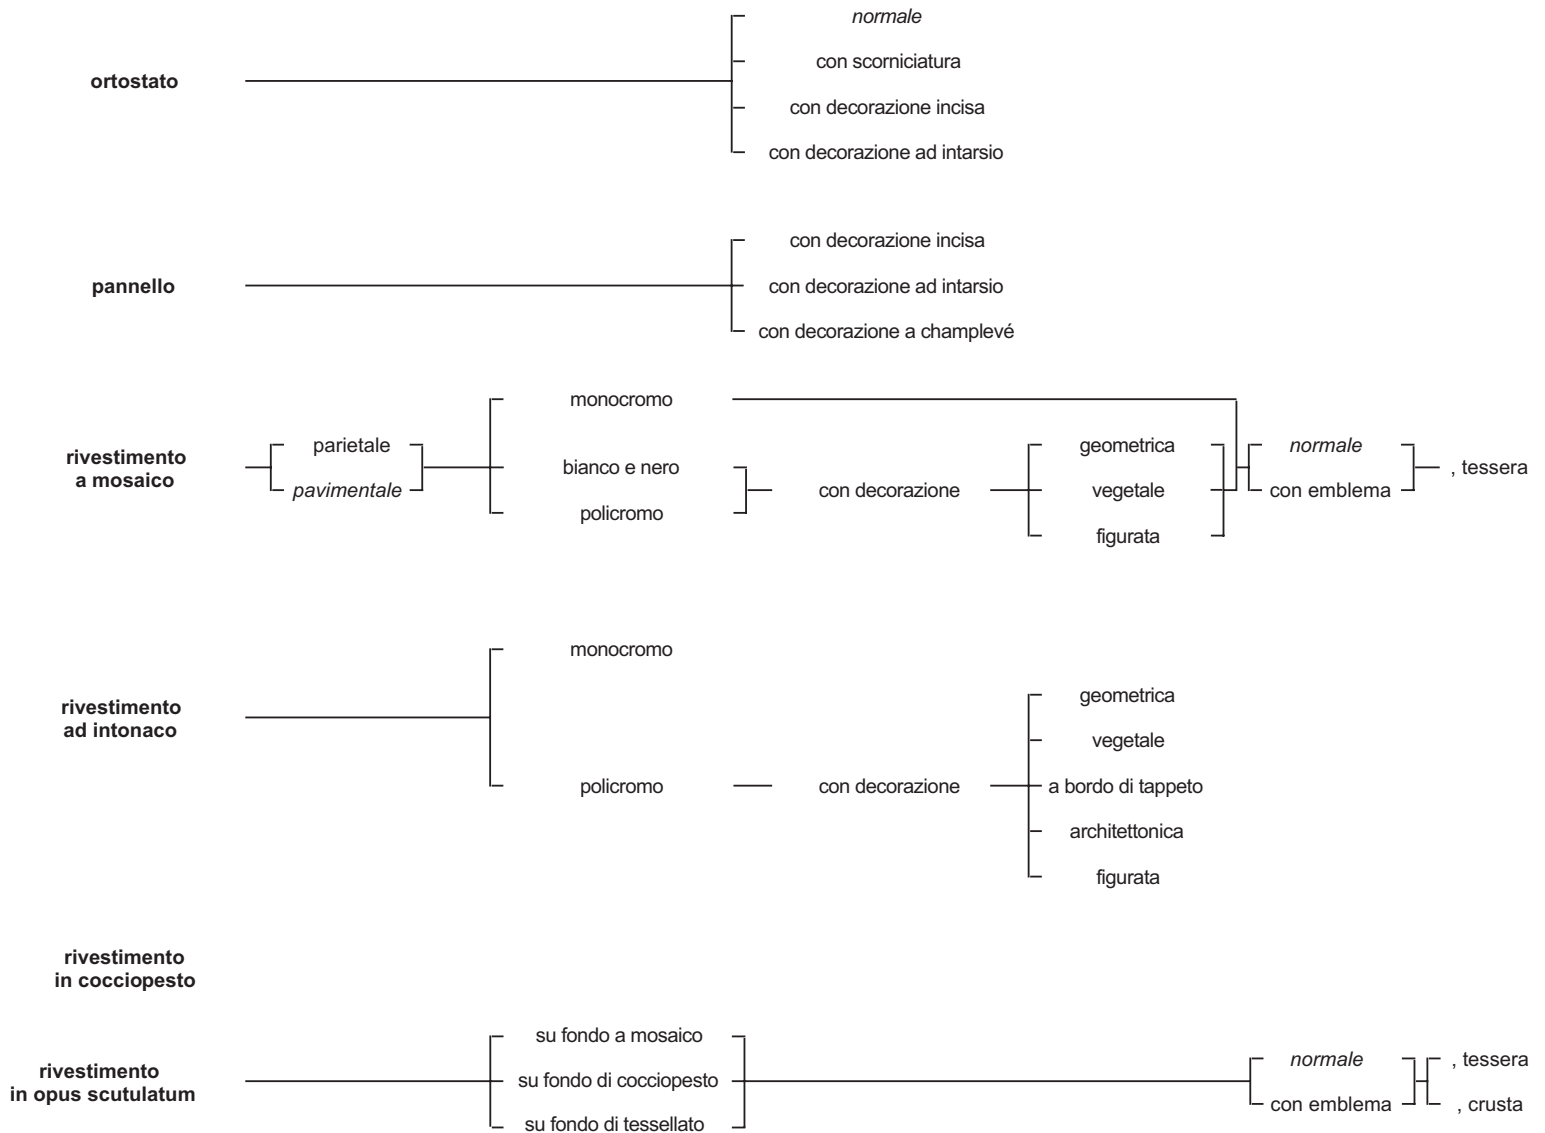 normale
con scorniciatura
ortostato
con decorazione incisa
con decorazione ad intarsio
con decorazione incisa
pannello
con decorazione ad intarsio
con decorazione a champlevé
monocromo
rivestimento
a mosaico
parietale
pavimentale
bianco e nero
policromo
con decorazione
geometrica
vegetale
figurata
normale
con emblema
, tessera
monocromo
rivestimento
ad intonaco
policromo
con decorazione
geometrica
vegetale
a bordo di tappeto
architettonica
figurata
rivestimento
in cocciopesto
rivestimento
in opus scutulatum
su fondo a mosaico
su fondo di cocciopesto
su fondo di tessellato
normale
con emblema
, tessera
, crusta